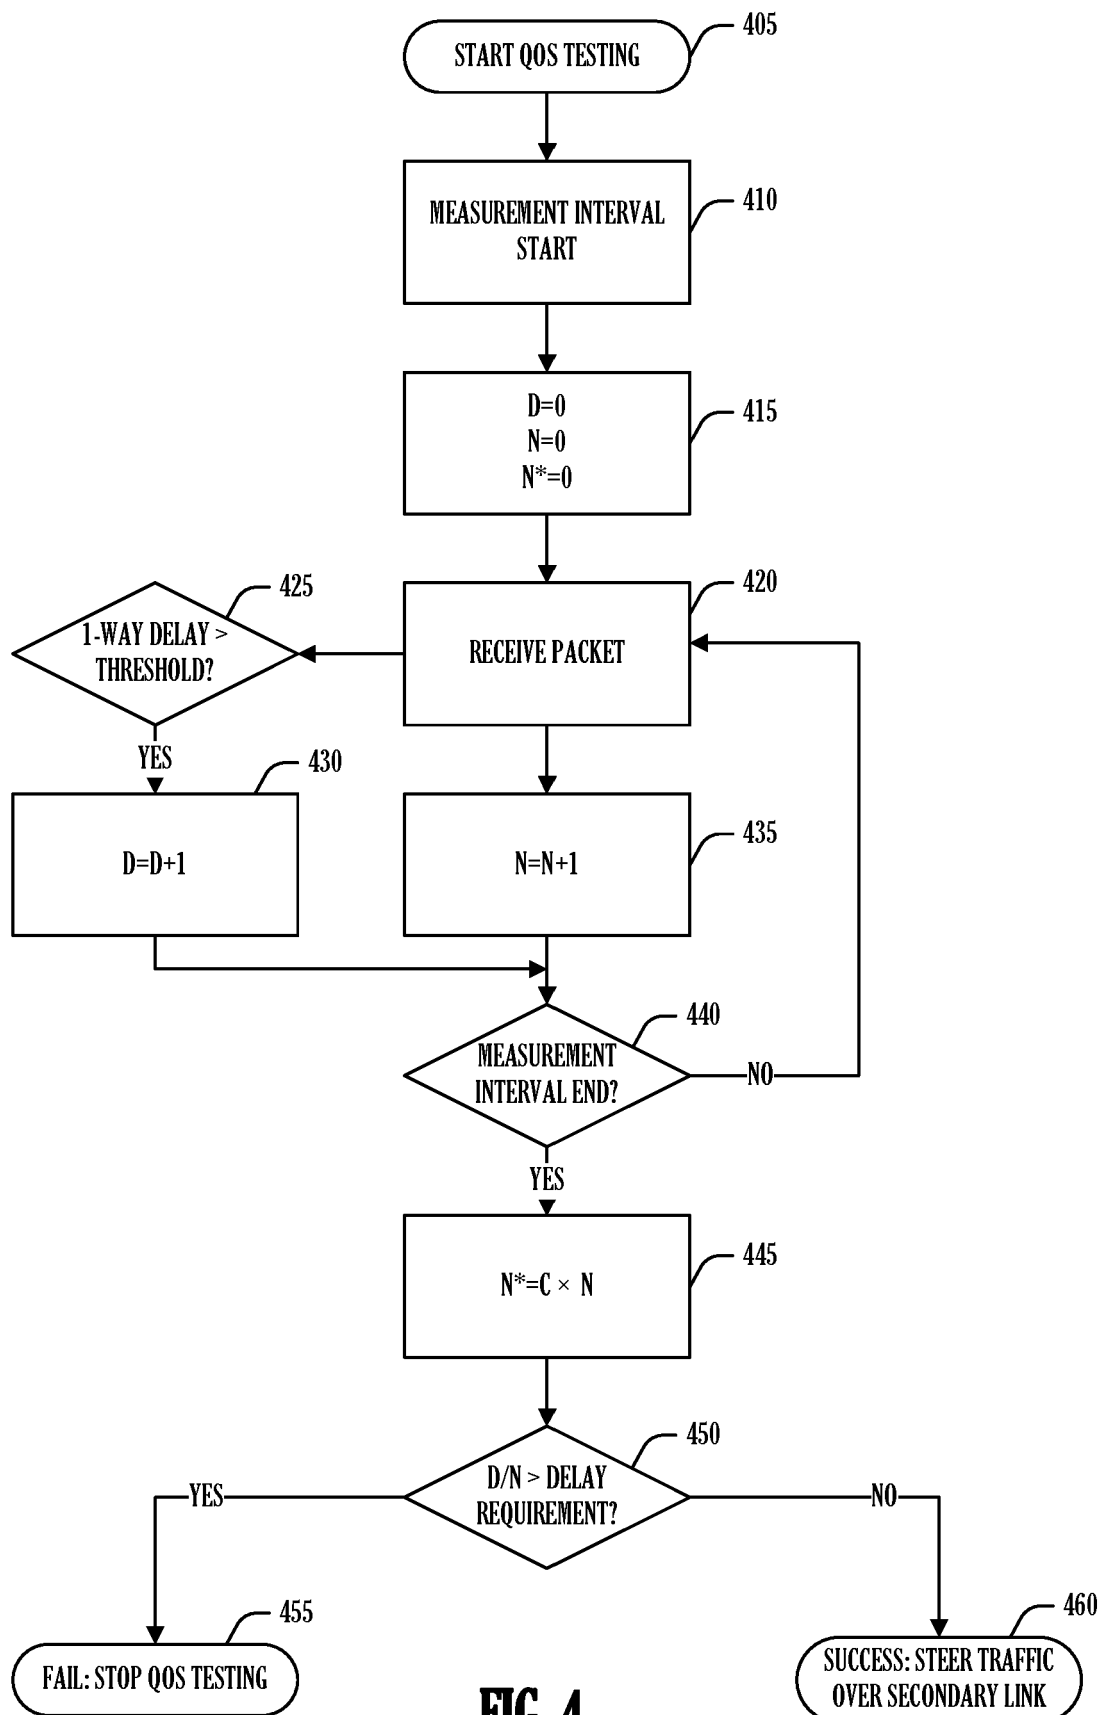 START QOS TESTING
405
MEASUREMENT INTERVAL
START
410
D=0
N=0
N*=0
415
425
1-WAY DELAY >
THRESHOLD?
RECEIVE PACKET
420
YES
430
D=D+1
N=N+1
435
MEASUREMENT
INTERVAL END?
440
NO
YES
N*=C × N
445
D/N > DELAY
REQUIREMENT?
450
YES
NO
455
FAIL: STOP QOS TESTING
460
SUCCESS: STEER TRAFFIC
OVER SECONDARY LINK
FIG. 4